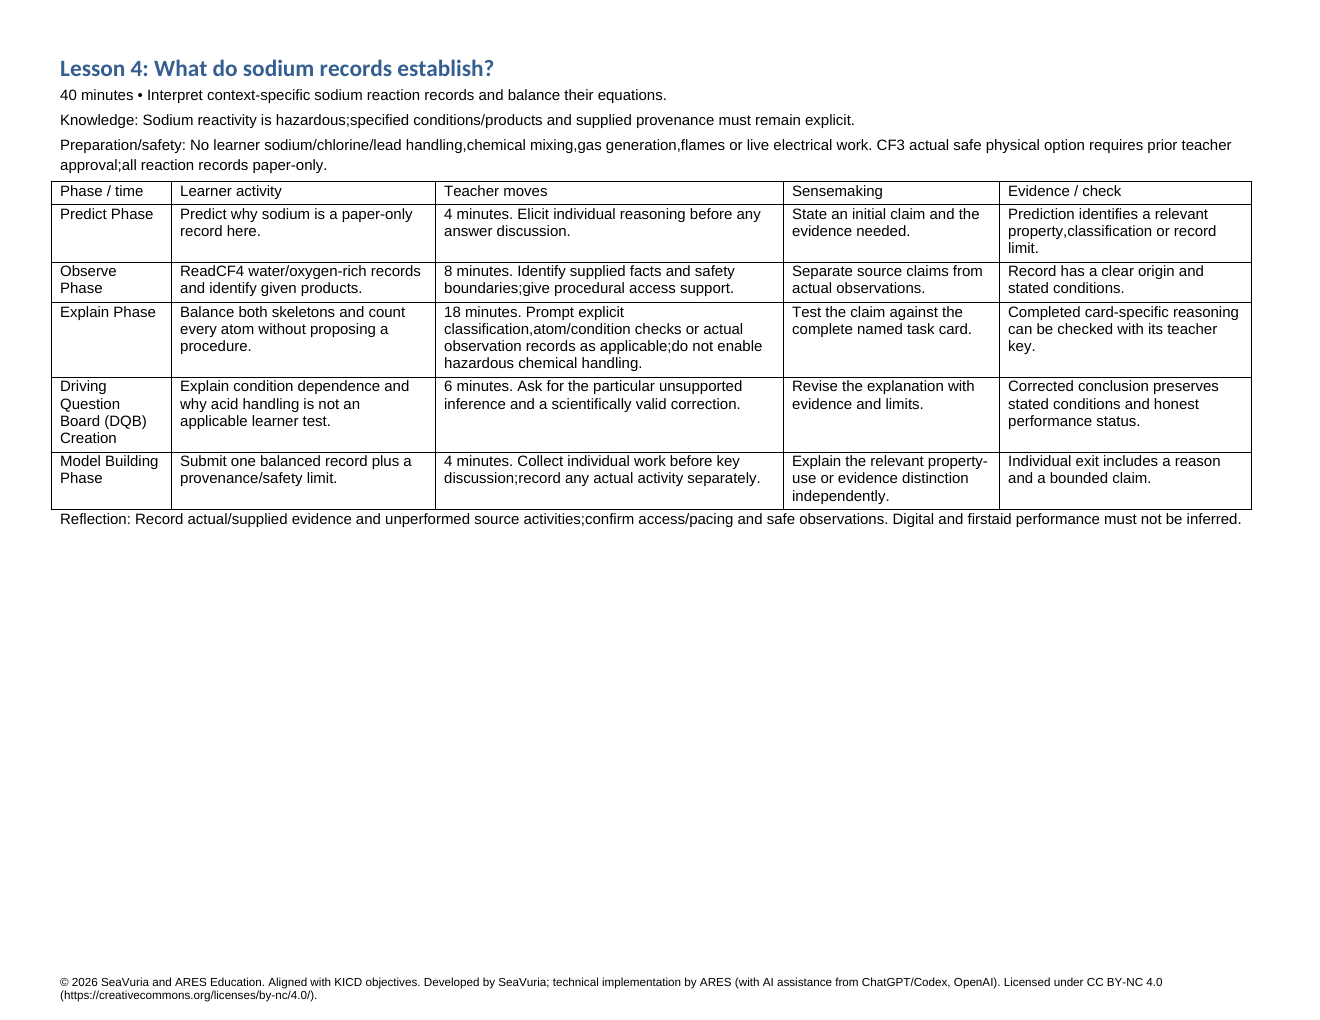 Lesson 4: What do sodium records establish?
40 minutes • Interpret context-specific sodium reaction records and balance their equations.
Knowledge: Sodium reactivity is hazardous;specified conditions/products and supplied provenance must remain explicit.
Preparation/safety: No learner sodium/chlorine/lead handling,chemical mixing,gas generation,flames or live electrical work. CF3 actual safe physical option requires prior teacher
approval;all reaction records paper-only.
Phase / time
Learner activity
Teacher moves
Sensemaking
Evidence / check
Predict Phase
Predict why sodium is a paper-only
record here.
4 minutes. Elicit individual reasoning before any
answer discussion.
State an initial claim and the
evidence needed.
Prediction identifies a relevant
property,classification or record
limit.
Observe
Phase
ReadCF4 water/oxygen-rich records
and identify given products.
8 minutes. Identify supplied facts and safety
boundaries;give procedural access support.
Separate source claims from
actual observations.
Record has a clear origin and
stated conditions.
Explain Phase
Balance both skeletons and count
every atom without proposing a
procedure.
18 minutes. Prompt explicit
classification,atom/condition checks or actual
observation records as applicable;do not enable
hazardous chemical handling.
Test the claim against the
complete named task card.
Completed card-specific reasoning
can be checked with its teacher
key.
Driving
Question
Board (DQB)
Creation
Explain condition dependence and
why acid handling is not an
applicable learner test.
6 minutes. Ask for the particular unsupported
inference and a scientifically valid correction.
Revise the explanation with
evidence and limits.
Corrected conclusion preserves
stated conditions and honest
performance status.
Model Building
Phase
Submit one balanced record plus a
provenance/safety limit.
4 minutes. Collect individual work before key
discussion;record any actual activity separately.
Explain the relevant property-
use or evidence distinction
independently.
Individual exit includes a reason
and a bounded claim.
Reflection: Record actual/supplied evidence and unperformed source activities;confirm access/pacing and safe observations. Digital and firstaid performance must not be inferred.
© 2026 SeaVuria and ARES Education. Aligned with KICD objectives. Developed by SeaVuria; technical implementation by ARES (with AI assistance from ChatGPT/Codex, OpenAI). Licensed under CC BY-NC 4.0
(https://creativecommons.org/licenses/by-nc/4.0/).